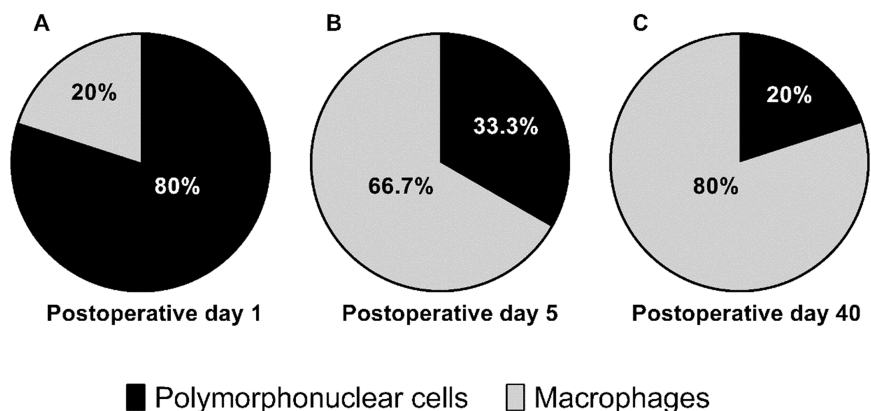 A B C
20% 80%
33.3% 66.7%
20% 80%
Postoperative day 1
Postoperative day 5
Postoperative day 40
Polymorphonuclear cells
Macrophages